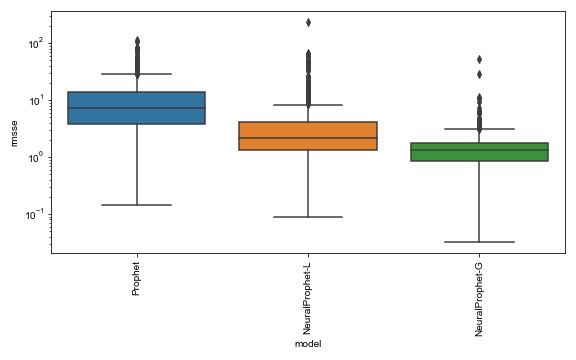 10²
10¹
10⁰
10⁻¹
rmsse
Prophet
NeuralProphet-L
NeuralProphet-G
model